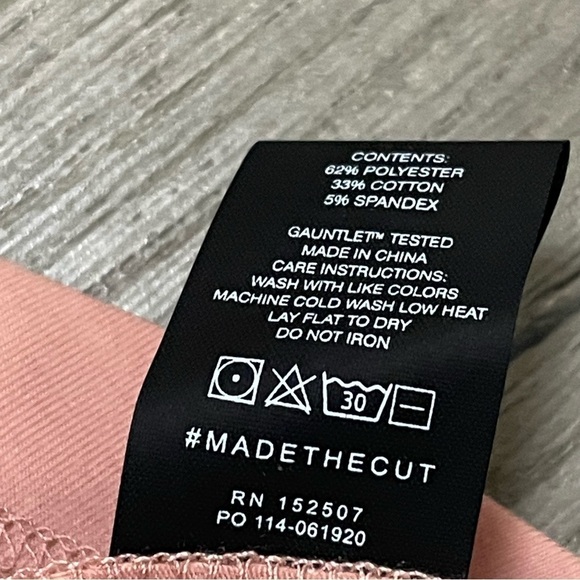 CONTENTS:
62% POLYESTER
33% COTTON
5% SPANDEX
GAUNTLET™ TESTED
MADE IN CHINA
CARE INSTRUCTIONS:
WASH WITH LIKE COLORS
MACHINE COLD WASH LOW HEAT
LAY FLAT TO DRY
DO NOT IRON
30
#MADETHECUT
RN 152507
PO 114-061920